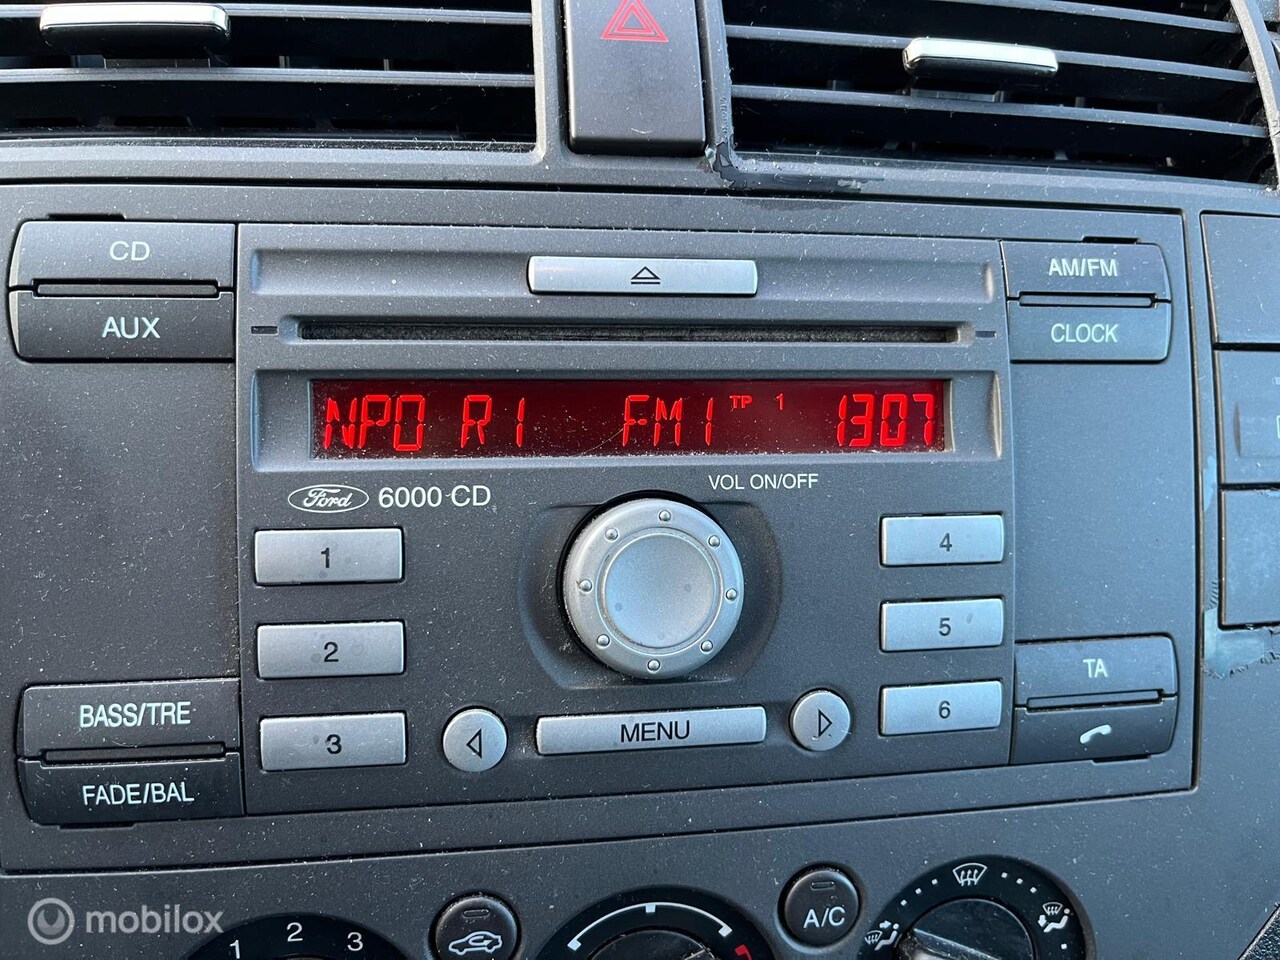 CD
AUX
AM/FM
CLOCK
NPO R1 FM1 TP 1 1307
Ford 6000 CD
VOL ON/OFF
1
2
3
4
5
6
BASS/TRE
FADE/BAL
MENU
TA
A/C
1 2 3
mobilox